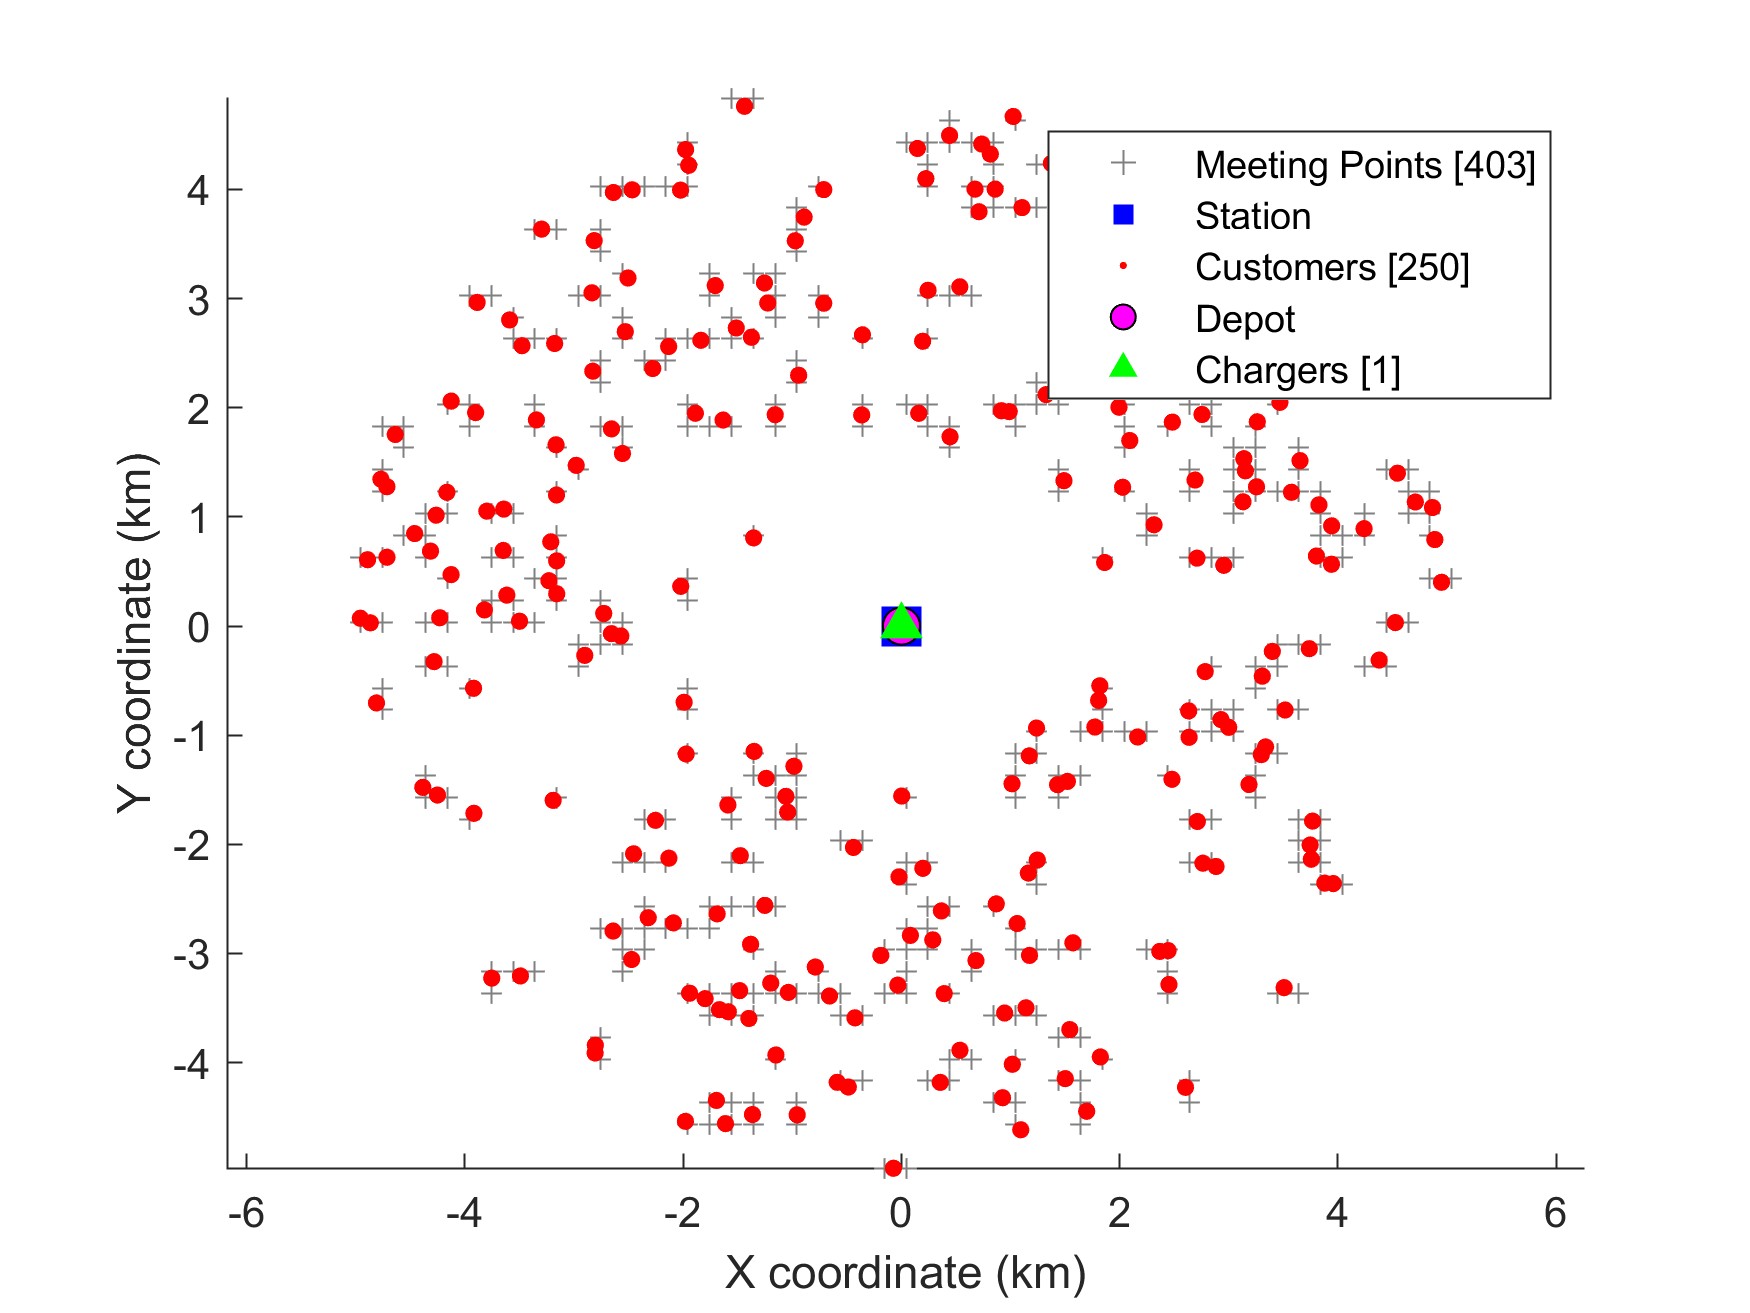 Meeting Points [403]
Station
Customers [250]
Depot
Chargers [1]
4
3
2
1
0
-1
-2
-3
-4
Y coordinate (km)
-6 -4 -2 0 2 4 6
X coordinate (km)